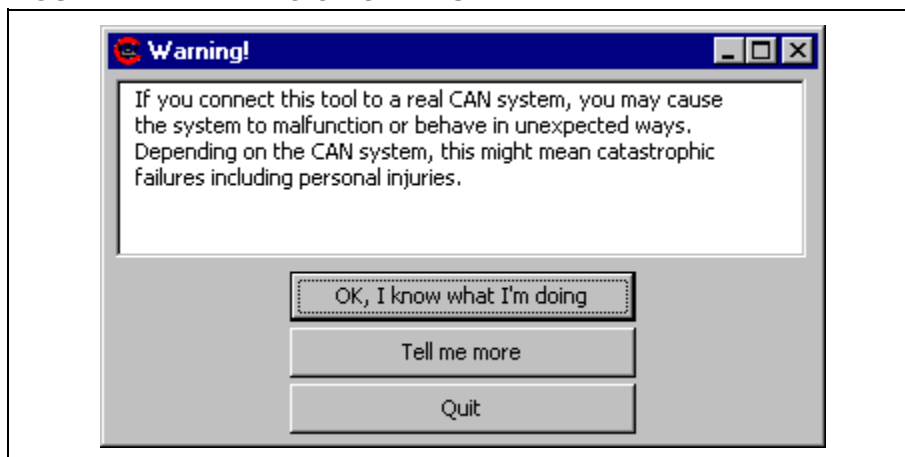 Warning!
If you connect this tool to a real CAN system, you may cause
the system to malfunction or behave in unexpected ways.
Depending on the CAN system, this might mean catastrophic
failures including personal injuries.
OK, I know what I'm doing
Tell me more
Quit